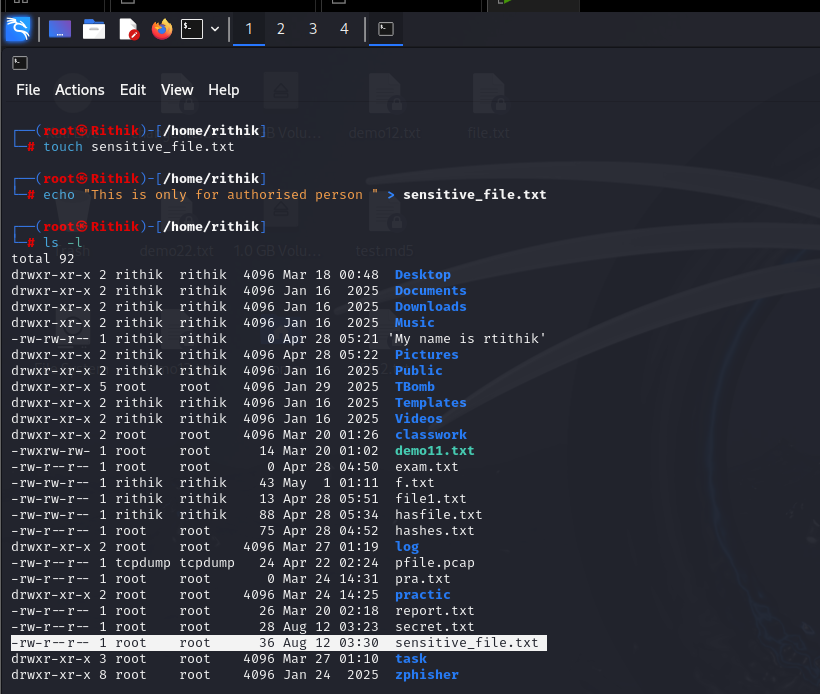 1 2 3 4
File Actions Edit View Help
┌──(root㉿Rithik)-[/home/rithik]
└─# touch sensitive_file.txt
┌──(root㉿Rithik)-[/home/rithik]
└─# echo "This is only for authorised person " > sensitive_file.txt
┌──(root㉿Rithik)-[/home/rithik]
└─# ls -l
total 92
drwxr-xr-x 2 rithik  rithik  4096 Mar 18 00:48  Desktop
drwxr-xr-x 2 rithik  rithik  4096 Jan 16  2025  Documents
drwxr-xr-x 2 rithik  rithik  4096 Jan 16  2025  Downloads
drwxr-xr-x 2 rithik  rithik  4096 Jan 16  2025  Music
-rw-rw-r-- 1 rithik  rithik     0 Apr 28 05:21 'My name is rtithik'
drwxr-xr-x 2 rithik  rithik  4096 Apr 28 05:22  Pictures
drwxr-xr-x 2 rithik  rithik  4096 Jan 16  2025  Public
drwxr-xr-x 5 root    root    4096 Jan 29  2025  TBomb
drwxr-xr-x 2 rithik  rithik  4096 Jan 16  2025  Templates
drwxr-xr-x 2 rithik  rithik  4096 Jan 16  2025  Videos
drwxr-xr-x 2 root    root    4096 Mar 20 01:26  classwork
-rwxrw-rw- 1 root    root      14 Mar 20 01:02  demo11.txt
-rw-r--r-- 1 root    root       0 Apr 28 04:50  exam.txt
-rw-r--r-- 1 rithik  rithik    43 May  1 01:11  f.txt
-rw-r--r-- 1 rithik  rithik    13 Apr 28 05:51  file1.txt
-rw-r--r-- 1 rithik  rithik    88 Apr 28 05:34  hasfile.txt
-rw-r--r-- 1 root    root      75 Apr 28 04:52  hashes.txt
drwxr-xr-x 2 root    root    4096 Mar 27 01:19  log
-rw-r--r-- 1 tcpdump tcpdump   24 Apr 22 02:24  pfile.pcap
-rw-r--r-- 1 root    root       0 Mar 24 14:31  pra.txt
drwxr-xr-x 2 root    root    4096 Mar 24 14:25  practic
-rw-r--r-- 1 root    root      26 Mar 20 02:18  report.txt
-rw-r--r-- 1 root    root      28 Aug 12 03:23  secret.txt
-rw-r--r-- 1 root    root      36 Aug 12 03:30  sensitive_file.txt
drwxr-xr-x 3 root    root    4096 Mar 27 01:10  task
drwxr-xr-x 8 root    root    4096 Jan 24  2025  zphisher